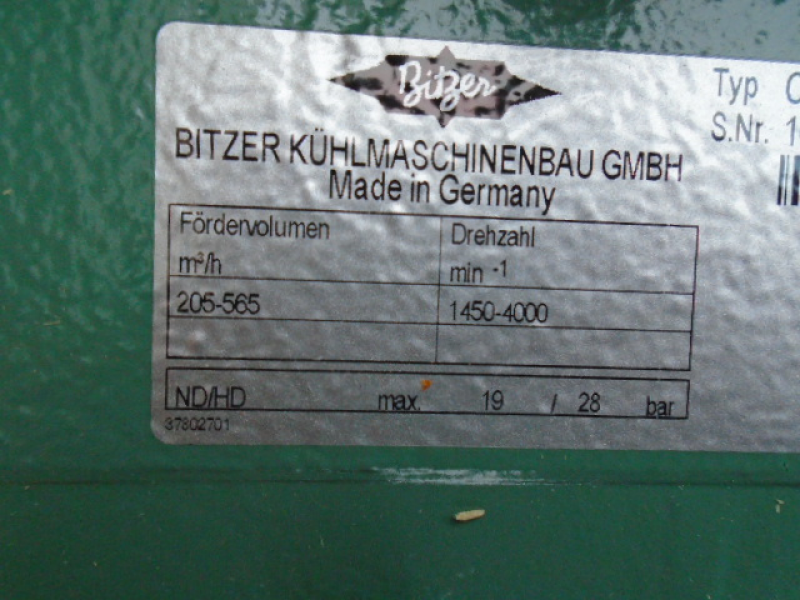 Bitzer
BITZER KÜHLMASCHINENBAU GMBH
Made in Germany
Typ
S.Nr.
Fördervolumen
m³/h
Drehzahl
min -1
205-565
1450-4000
ND/HD max. 19 / 28 bar
37802701